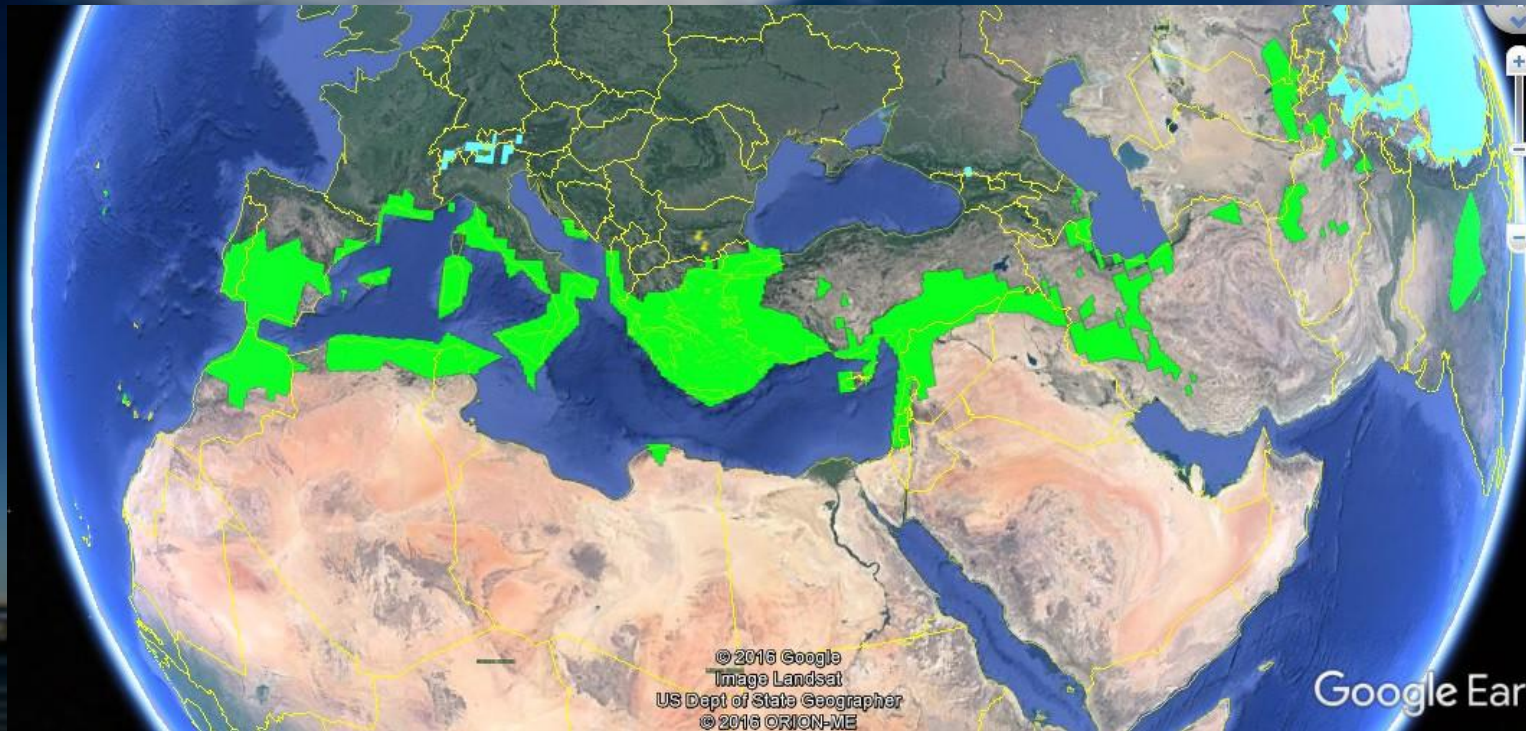 © 2016 Google
Image Landsat
US Dept of State Geographer
© 2016 ORION-ME
Google Ear